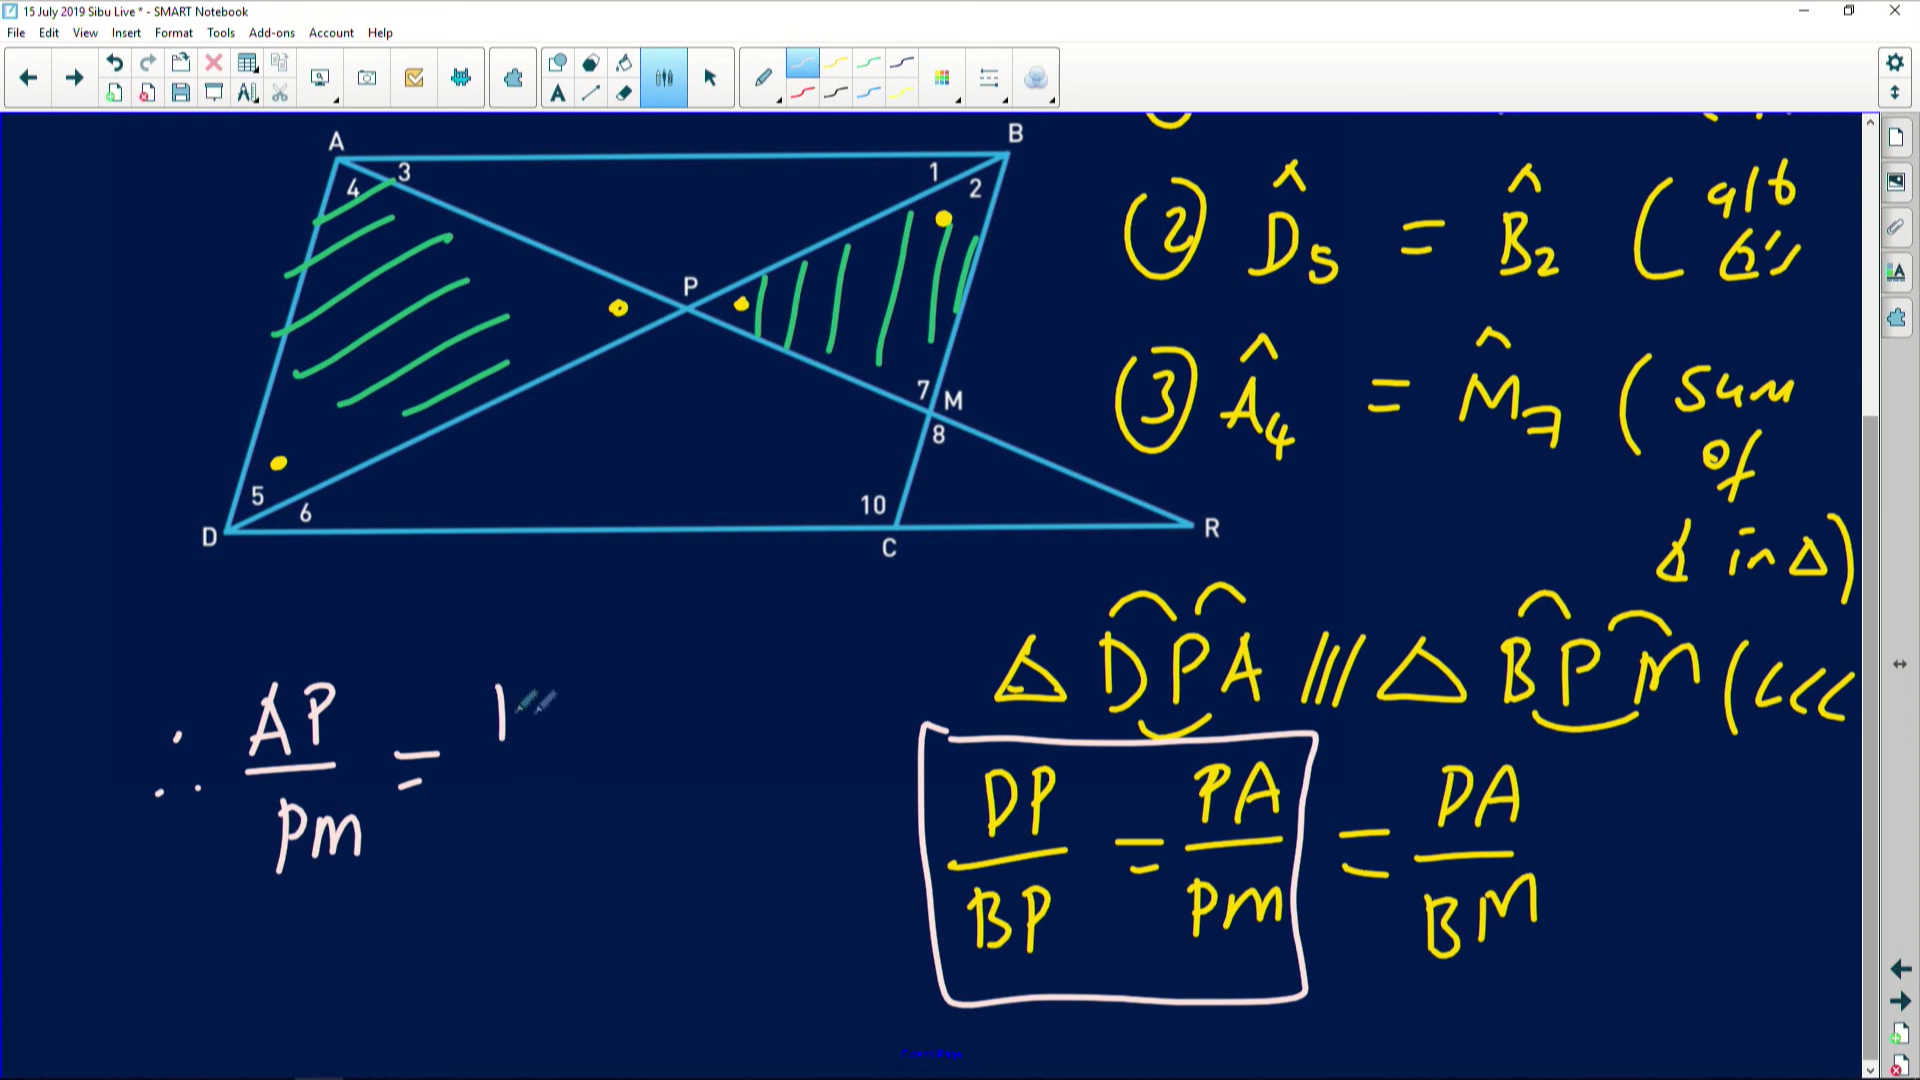 15 July 2019 Sibu Live * - SMART Notebook
File Edit View Insert Format Tools Add-ons Account Help
A B
4 3 1 2
P
7 M
8
5 6 10
D C R
② D̂5 = B̂2 (alt
∠'s
③ Â4 = M̂7 (sum
of
∠ in Δ)
Δ DPA /// Δ BPM (<<<
DP/BP = PA/PM = DA/BM
∴ AP/PM =